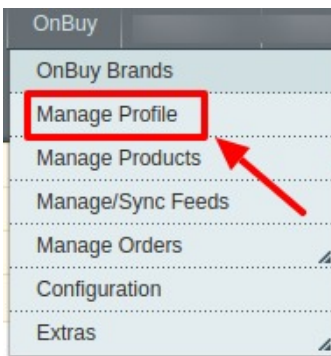 OnBuy
OnBuy Brands
Manage Profile
Manage Products
Manage/Sync Feeds
Manage Orders
Configuration
Extras